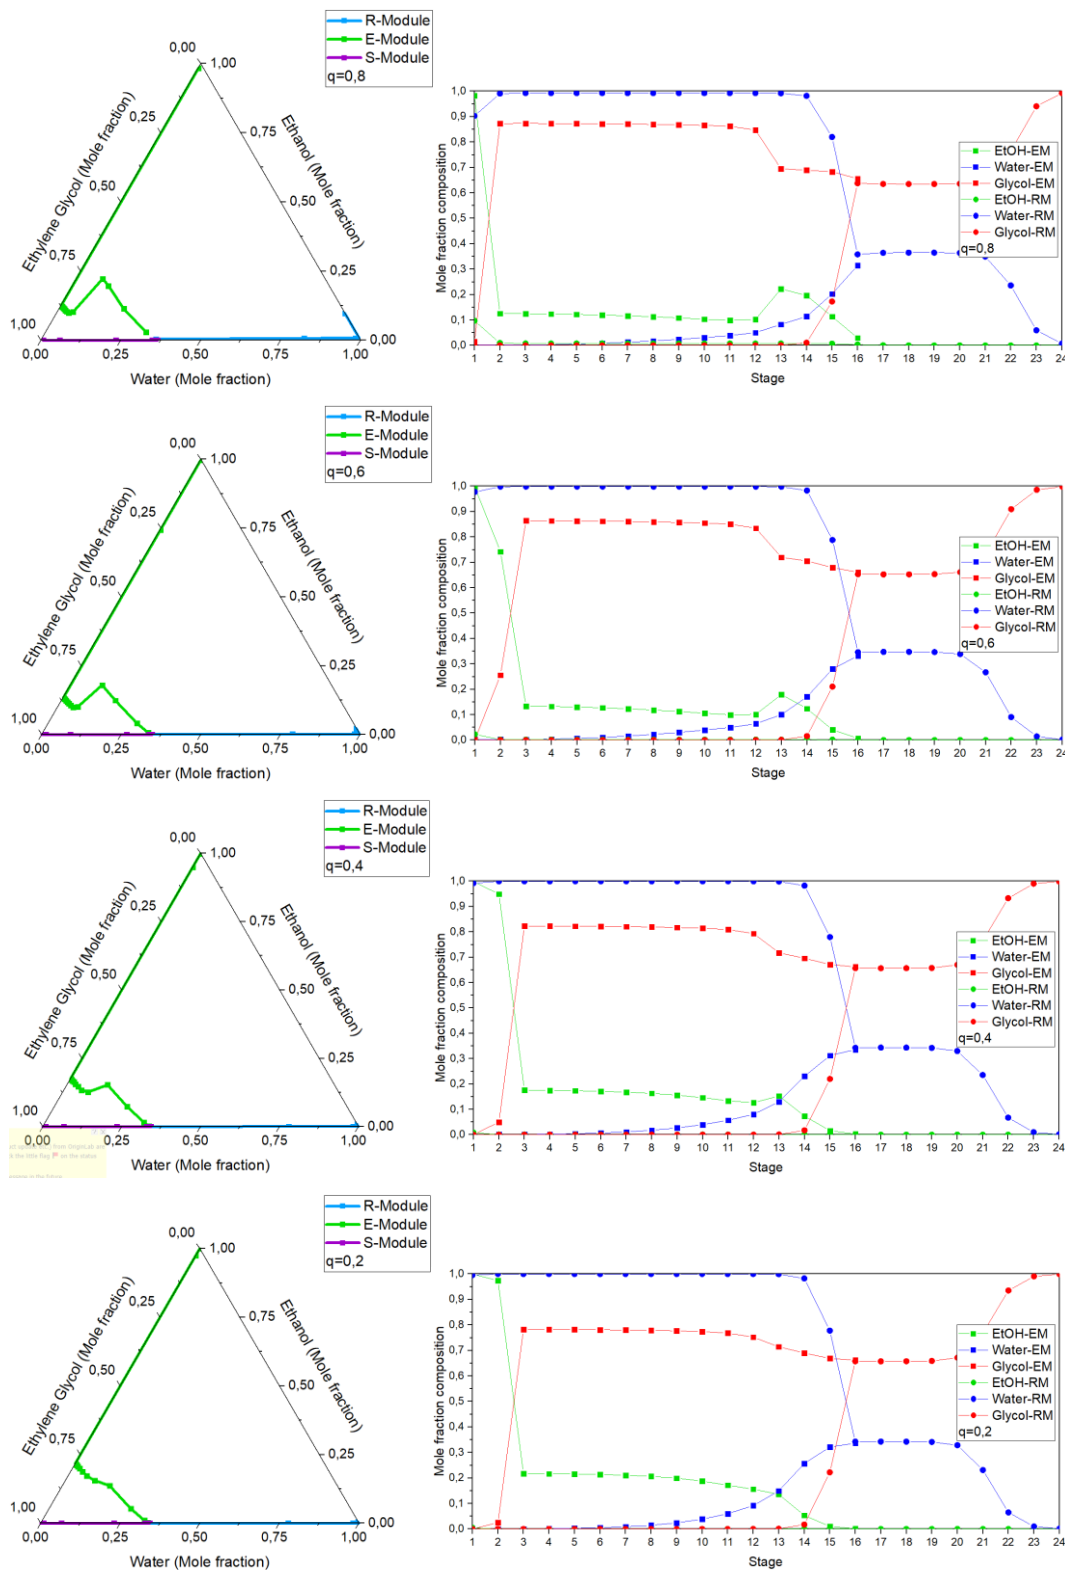 R-Module
E-Module
S-Module
q=0,8
0,00
1,00
0,25
0,75
0,50
0,50
0,75
0,25
1,00
0,00
Ethylene Glycol (Mole fraction)
Ethanol (Mole fraction)
0,00 0,25 0,50 0,75 1,00
Water (Mole fraction)
1,0
0,9
0,8
0,7
0,6
0,5
0,4
0,3
0,2
0,1
0,0
Mole fraction composition
EtOH-EM
Water-EM
Glycol-EM
EtOH-RM
Water-RM
Glycol-RM
q=0,8
1 2 3 4 5 6 7 8 9 10 11 12 13 14 15 16 17 18 19 20 21 22 23 24
Stage
R-Module
E-Module
S-Module
q=0,6
0,00
1,00
0,25
0,75
0,50
0,50
0,75
0,25
1,00
0,00
Ethylene Glycol (Mole fraction)
Ethanol (Mole fraction)
0,00 0,25 0,50 0,75 1,00
Water (Mole fraction)
1,0
0,9
0,8
0,7
0,6
0,5
0,4
0,3
0,2
0,1
0,0
Mole fraction composition
EtOH-EM
Water-EM
Glycol-EM
EtOH-RM
Water-RM
Glycol-RM
q=0,6
1 2 3 4 5 6 7 8 9 10 11 12 13 14 15 16 17 18 19 20 21 22 23 24
Stage
R-Module
E-Module
S-Module
q=0,4
0,00
1,00
0,25
0,75
0,50
0,50
0,75
0,25
1,00
0,00
Ethylene Glycol (Mole fraction)
Ethanol (Mole fraction)
0,00 0,25 0,50 0,75 1,00
Water (Mole fraction)
from OriginLab are
the little flag on the status
in the future
1,0
0,9
0,8
0,7
0,6
0,5
0,4
0,3
0,2
0,1
0,0
Mole fraction composition
EtOH-EM
Water-EM
Glycol-EM
EtOH-RM
Water-RM
Glycol-RM
q=0,4
1 2 3 4 5 6 7 8 9 10 11 12 13 14 15 16 17 18 19 20 21 22 23 24
Stage
R-Module
E-Module
S-Module
q=0,2
0,00
1,00
0,25
0,75
0,50
0,50
0,75
0,25
1,00
0,00
Ethylene Glycol (Mole fraction)
Ethanol (Mole fraction)
0,00 0,25 0,50 0,75 1,00
Water (Mole fraction)
1,0
0,9
0,8
0,7
0,6
0,5
0,4
0,3
0,2
0,1
0,0
Mole fraction composition
EtOH-EM
Water-EM
Glycol-EM
EtOH-RM
Water-RM
Glycol-RM
q=0,2
1 2 3 4 5 6 7 8 9 10 11 12 13 14 15 16 17 18 19 20 21 22 23 24
Stage